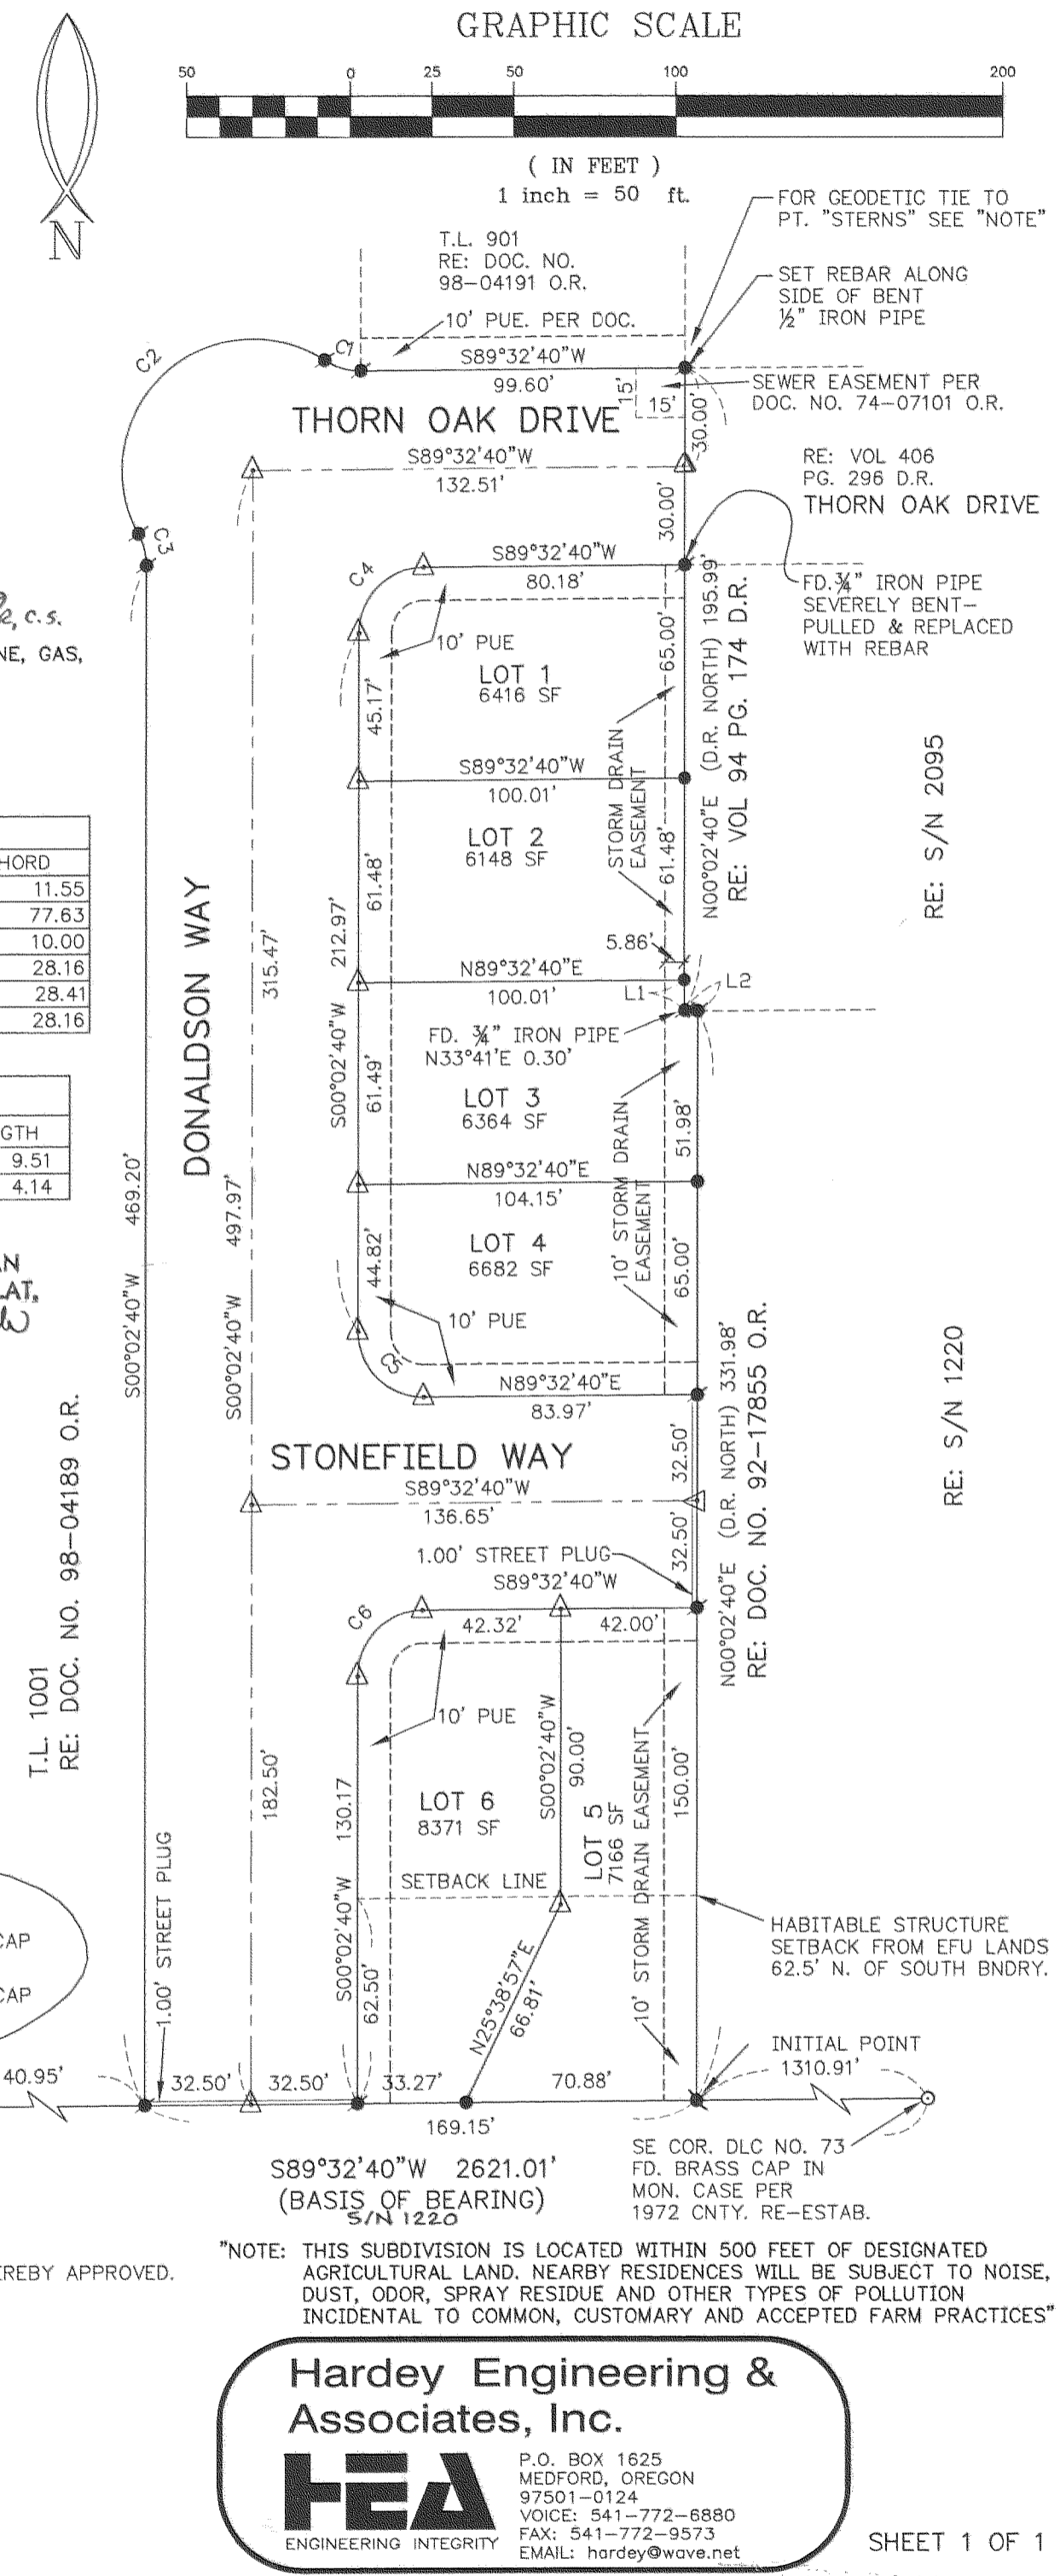 GRAPHIC SCALE
50 0 25 50 100 200
( IN FEET )
1 inch = 50 ft.
N
FOR GEODETIC TIE TO
PT. "STERNS" SEE "NOTE"
T.L. 901
RE: DOC. NO.
98-04191 O.R.
SET REBAR ALONG
SIDE OF BENT
½" IRON PIPE
10' PUE. PER DOC.
C2
C1
S89°32'40"W
99.60'
15'
15'
30.00'
SEWER EASEMENT PER
DOC. NO. 74-07101 O.R.
THORN OAK DRIVE
S89°32'40"W
132.51'
RE: VOL 406
PG. 296 D.R.
THORN OAK DRIVE
30.00'
C3
C4
S89°32'40"W
80.18'
FD.¾" IRON PIPE
SEVERELY BENT-
PULLED & REPLACED
WITH REBAR
c.s.
NE, GAS,
10' PUE
LOT 1
6416 SF
45.17'
65.00'
N00°02'40"E (D.R. NORTH) 195.99'
RE: VOL 94 PG. 174 D.R.
S89°32'40"W
100.01'
STORM DRAIN
EASEMENT
RE: S/N 2095
LOT 2
6148 SF
61.48'
61.48'
HORD
11.55
77.63
10.00
28.16
28.41
28.16
DONALDSON WAY
315.47'
S00°02'40"W 212.97'
5.86'
N89°32'40"E
100.01'
L1
L2
FD. ¾" IRON PIPE
N33°41'E 0.30'
LOT 3
6364 SF
61.49'
51.98'
GTH
9.51
4.14
N89°32'40"E
104.15'
10' STORM DRAIN
EASEMENT
S00°02'40"W 469.20'
S00°02'40"W 497.97'
LOT 4
6682 SF
44.82'
65.00'
AN
LAT.
10' PUE
C5
N89°32'40"E
83.97'
N00°02'40"E (D.R. NORTH) 331.98'
RE: DOC. NO. 92-17855 O.R.
RE: S/N 1220
STONEFIELD WAY
32.50'
S89°32'40"W
136.65'
32.50'
1.00' STREET PLUG
S89°32'40"W
42.32'
42.00'
C6
T.L. 1001
RE: DOC. NO. 98-04189 O.R.
10' PUE
182.50'
S00°02'40"W 130.17
S00°02'40"W
90.00'
LOT 6
8371 SF
LOT 5
7166 SF
10' STORM DRAIN EASEMENT
150.00'
SETBACK LINE
1.00' STREET PLUG
62.50'
N25°38'57"E
66.81'
HABITABLE STRUCTURE
SETBACK FROM EFU LANDS
62.5' N. OF SOUTH BNDRY.
CAP
CAP
INITIAL POINT
1310.91'
40.95'
32.50'
32.50'
33.27'
70.88'
169.15'
SE COR. DLC NO. 73
FD. BRASS CAP IN
MON. CASE PER
1972 CNTY. RE-ESTAB.
S89°32'40"W 2621.01'
(BASIS OF BEARING)
S/N 1220
EREBY APPROVED.
"NOTE: THIS SUBDIVISION IS LOCATED WITHIN 500 FEET OF DESIGNATED
AGRICULTURAL LAND. NEARBY RESIDENCES WILL BE SUBJECT TO NOISE,
DUST, ODOR, SPRAY RESIDUE AND OTHER TYPES OF POLLUTION
INCIDENTAL TO COMMON, CUSTOMARY AND ACCEPTED FARM PRACTICES"
Hardey Engineering &
Associates, Inc.
HEA
ENGINEERING INTEGRITY
P.O. BOX 1625
MEDFORD, OREGON
97501-0124
VOICE: 541-772-6880
FAX: 541-772-9573
EMAIL: hardey@wave.net
SHEET 1 OF 1